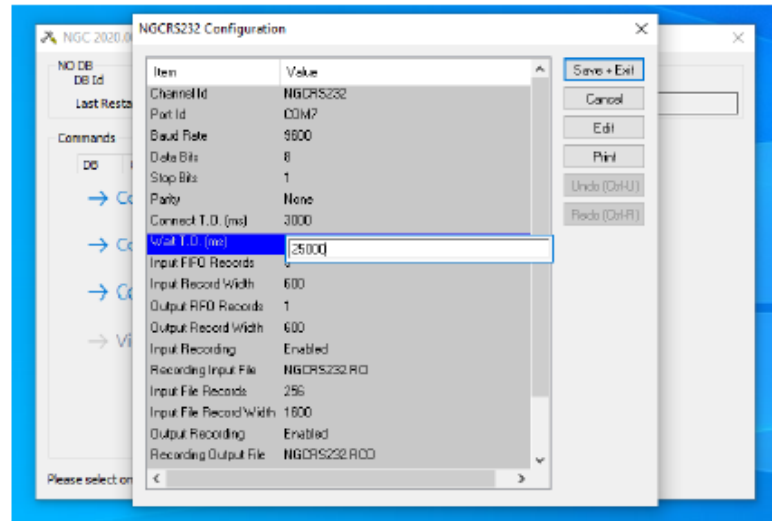 NGC 2020.0
NGCRS232 Configuration
NO DB
DB Id
Last Resta
Commands
DB
Co
Co
Co
Vi
Please select on
Item Value
Channel Id NGCRS232
Port Id COM7
Baud Rate 9600
Data Bits 8
Stop Bits 1
Parity None
Connect T.O. (ms) 3000
Wait T.O. (ms) 25000
Input FIFO Records
Input Record Width 600
Output FIFO Records 1
Output Record Width 600
Input Recording Enabled
Recording Input File NGCRS232.RCI
Input File Records 256
Input File Record Width 1600
Output Recording Enabled
Recording Output File NGCRS232.RCO
Save + Exit
Cancel
Edit
Print
Undo (Ctrl-U)
Redo (Ctrl-R)